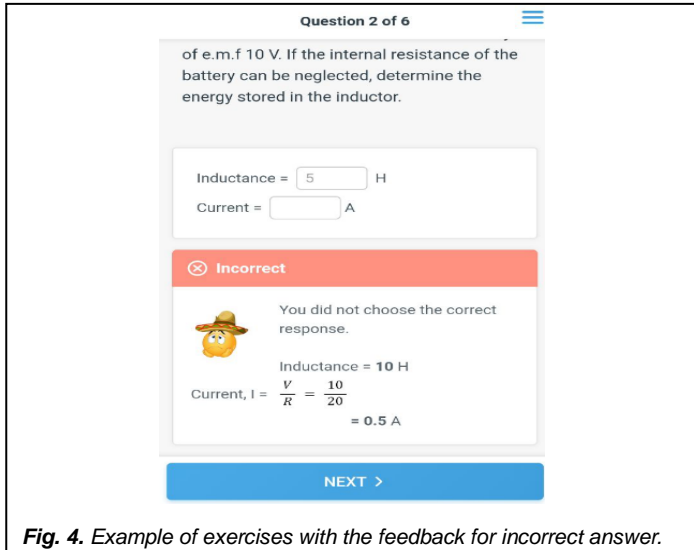 Question 2 of 6
of e.m.f 10 V. If the internal resistance of the
battery can be neglected, determine the
energy stored in the inductor.
Inductance = 5 H
Current = A
Incorrect
You did not choose the correct
response.
Inductance = 10 H
Current, I = V/R = 10/20
= 0.5 A
NEXT >
Fig. 4. Example of exercises with the feedback for incorrect answer.